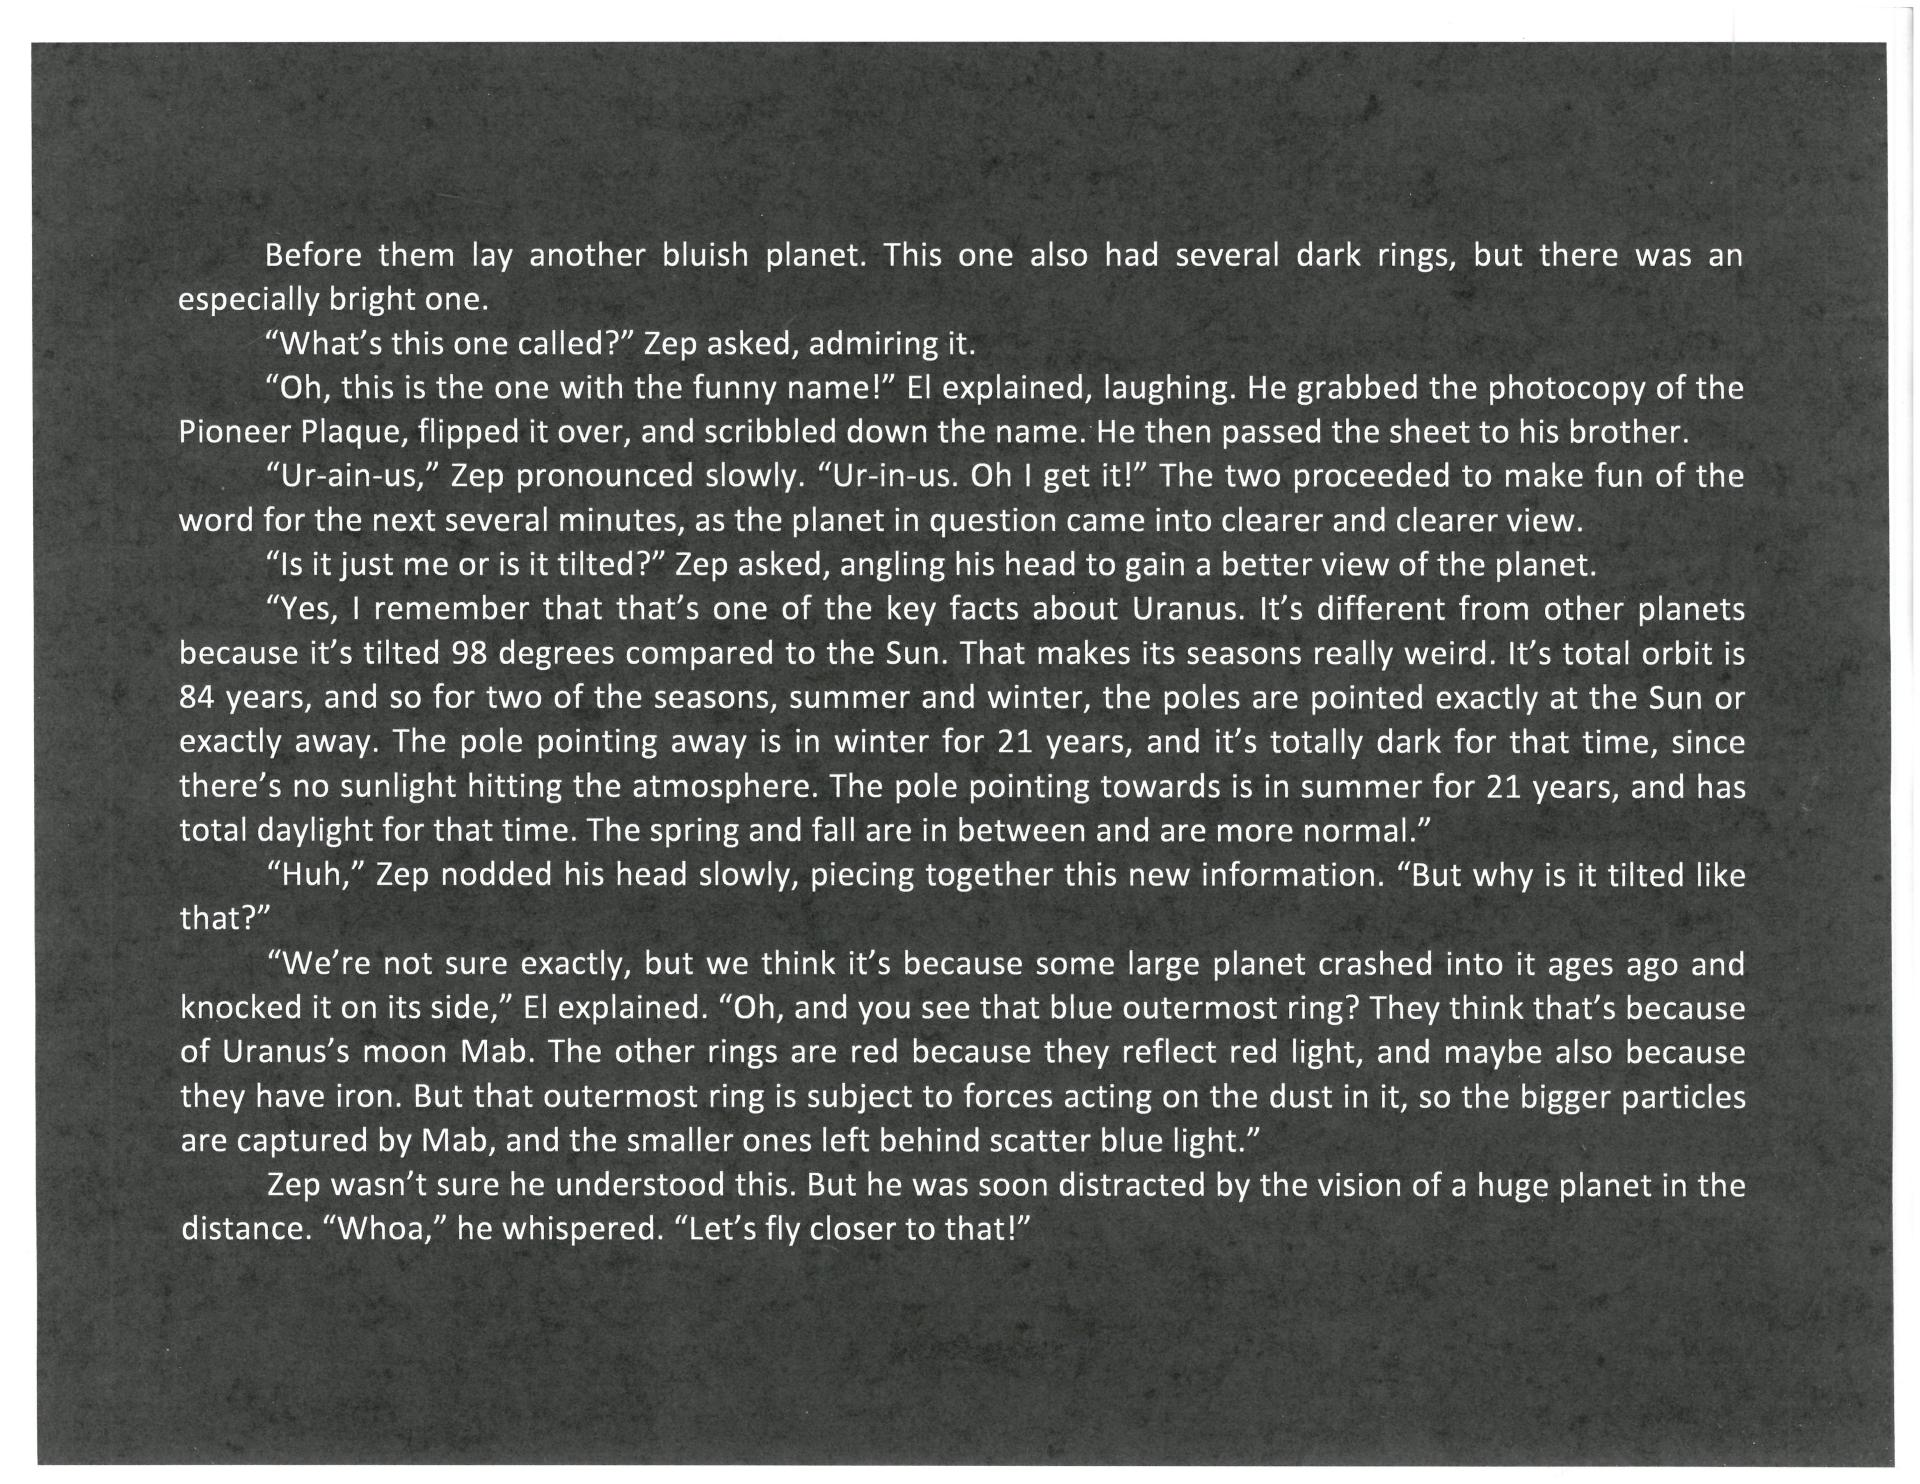 Before them lay another bluish planet. This one also had several dark rings, but there was an
especially bright one.
“What’s this one called?” Zep asked, admiring it.
“Oh, this is the one with the funny name!” El explained, laughing. He grabbed the photocopy of the
Pioneer Plaque, flipped it over, and scribbled down the name. He then passed the sheet to his brother.
“Ur-ain-us,” Zep pronounced slowly. “Ur-in-us. Oh I get it!” The two proceeded to make fun of the
word for the next several minutes, as the planet in question came into clearer and clearer view.
“Is it just me or is it tilted?” Zep asked, angling his head to gain a better view of the planet.
“Yes, I remember that that’s one of the key facts about Uranus. It’s different from other planets
because it’s tilted 98 degrees compared to the Sun. That makes its seasons really weird. It’s total orbit is
84 years, and so for two of the seasons, summer and winter, the poles are pointed exactly at the Sun or
exactly away. The pole pointing away is in winter for 21 years, and it’s totally dark for that time, since
there’s no sunlight hitting the atmosphere. The pole pointing towards is in summer for 21 years, and has
total daylight for that time. The spring and fall are in between and are more normal.”
“Huh,” Zep nodded his head slowly, piecing together this new information. “But why is it tilted like
that?”
“We’re not sure exactly, but we think it’s because some large planet crashed into it ages ago and
knocked it on its side,” El explained. “Oh, and you see that blue outermost ring? They think that’s because
of Uranus’s moon Mab. The other rings are red because they reflect red light, and maybe also because
they have iron. But that outermost ring is subject to forces acting on the dust in it, so the bigger particles
are captured by Mab, and the smaller ones left behind scatter blue light.”
Zep wasn’t sure he understood this. But he was soon distracted by the vision of a huge planet in the
distance. “Whoa,” he whispered. “Let’s fly closer to that!”